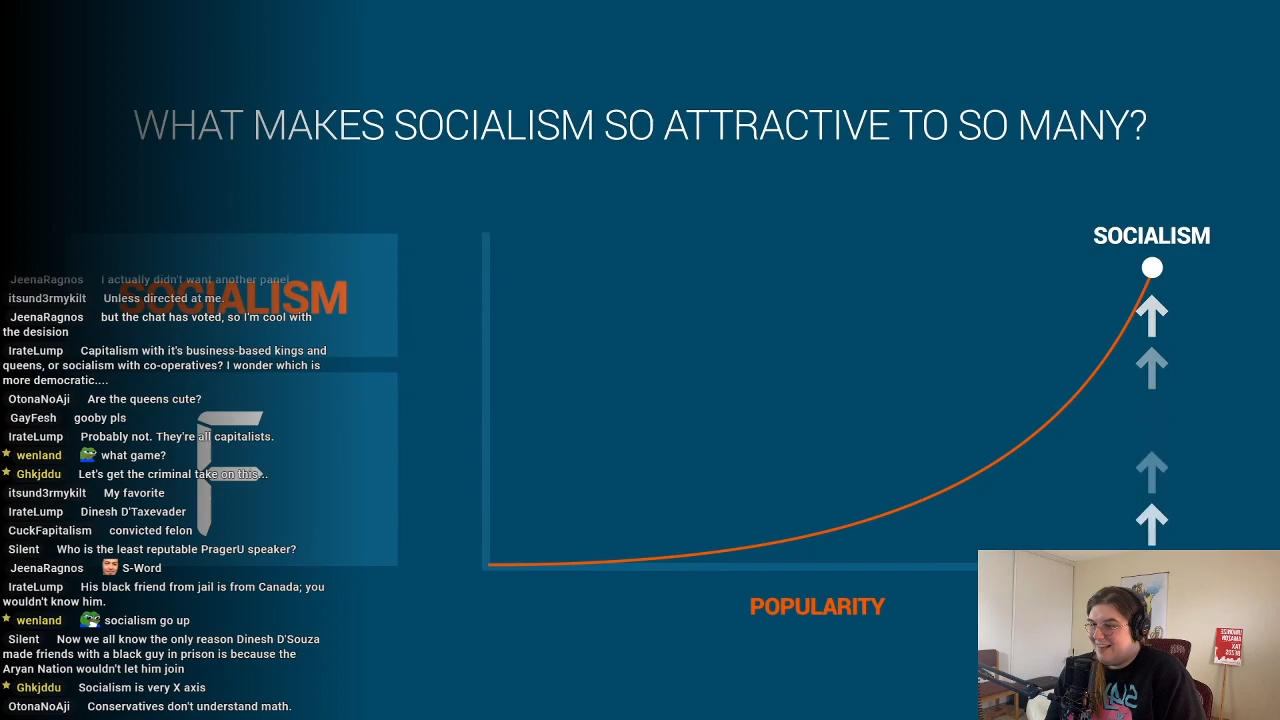 WHAT MAKES SOCIALISM SO ATTRACTIVE TO SO MANY?
SOCIALISM
POPULARITY
SOCIALISM
F
JeenaRagnos I actually didn't want another panel
itsund3rmykilt Unless directed at me.
JeenaRagnos but the chat has voted, so I'm cool with
the desision
IrateLump Capitalism with it's business-based kings and
queens, or socialism with co-operatives? I wonder which is
more democratic....
OtonaNoAji Are the queens cute?
GayFesh gooby pls
IrateLump Probably not. They're all capitalists.
wenland what game?
Ghkjddu Let's get the criminal take on this...
itsund3rmykilt My favorite
IrateLump Dinesh D'Taxevader
CuckFapitalism convicted felon
Silent Who is the least reputable PragerU speaker?
JeenaRagnos S-Word
IrateLump His black friend from jail is from Canada; you
wouldn't know him.
wenland socialism go up
Silent Now we all know the only reason Dinesh D'Souza
made friends with a black guy in prison is because the
Aryan Nation wouldn't let him join
Ghkjddu Socialism is very X axis
OtonaNoAji Conservatives don't understand math.